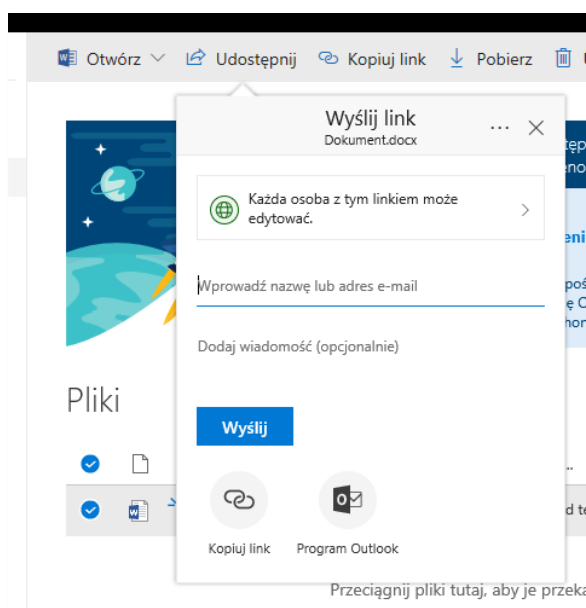 Otwórz Udostępnij Kopiuj link Pobierz
Wyślij link
Dokument.docx
Każda osoba z tym linkiem może
edytować.
Wprowadź nazwę lub adres e-mail
Dodaj wiadomość (opcjonalnie)
Pliki
Wyślij
Kopiuj link Program Outlook
Przeciągnij pliki tutaj, aby je